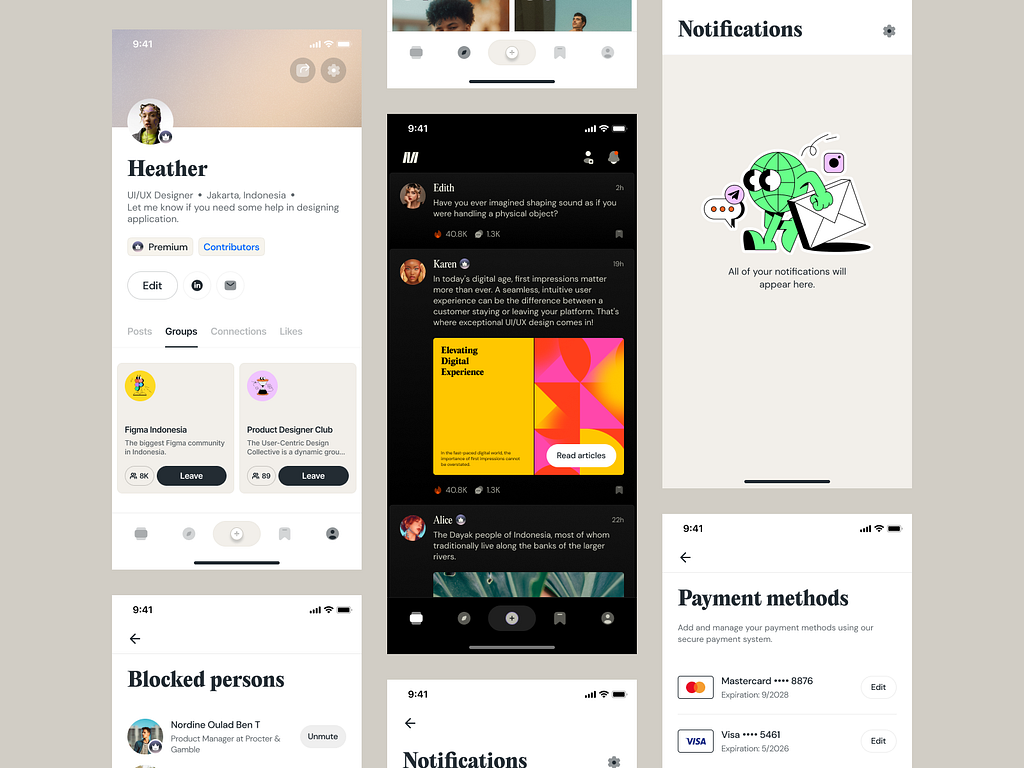 9:41
Heather
UI/UX Designer • Jakarta, Indonesia •
Let me know if you need some help in designing
application.
Premium
Contributors
Edit
in
Posts
Groups
Connections
Likes
Figma Indonesia
The biggest Figma community
in Indonesia.
8K
Leave
Product Designer Club
The User-Centric Design
Collective is a dynamic grou...
89
Leave
9:41
Blocked persons
Nordine Oulad Ben T
Product Manager at Procter &
Gamble
Unmute
9:41
Edith
2h
Have you ever imagined shaping sound as if you
were handling a physical object?
40.8K
1.3K
Karen
19h
In today's digital age, first impressions matter
more than ever. A seamless, intuitive user
experience can be the difference between a
customer staying or leaving your platform. That's
where exceptional UI/UX design comes in!
Elevating
Digital
Experience
In the fast-paced digital world, the
importance of first impressions cannot
be overstated.
Read articles
40.8K
1.3K
Alice
22h
The Dayak people of Indonesia, most of whom
traditionally live along the banks of the larger
rivers.
9:41
Notifications
Notifications
All of your notifications will
appear here.
9:41
Payment methods
Add and manage your payment methods using our
secure payment system.
Mastercard •••• 8876
Expiration: 9/2028
Edit
VISA
Visa •••• 5461
Expiration: 5/2026
Edit